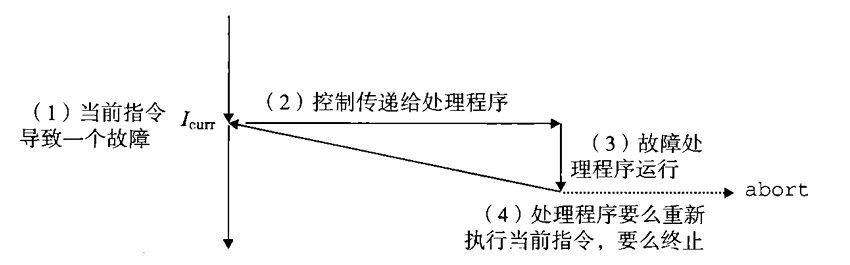 （1）当前指令
导致一个故障
Icurr
（2）控制传递给处理程序
（3）故障处
理程序运行
abort
（4）处理程序要么重新
执行当前指令，要么终止